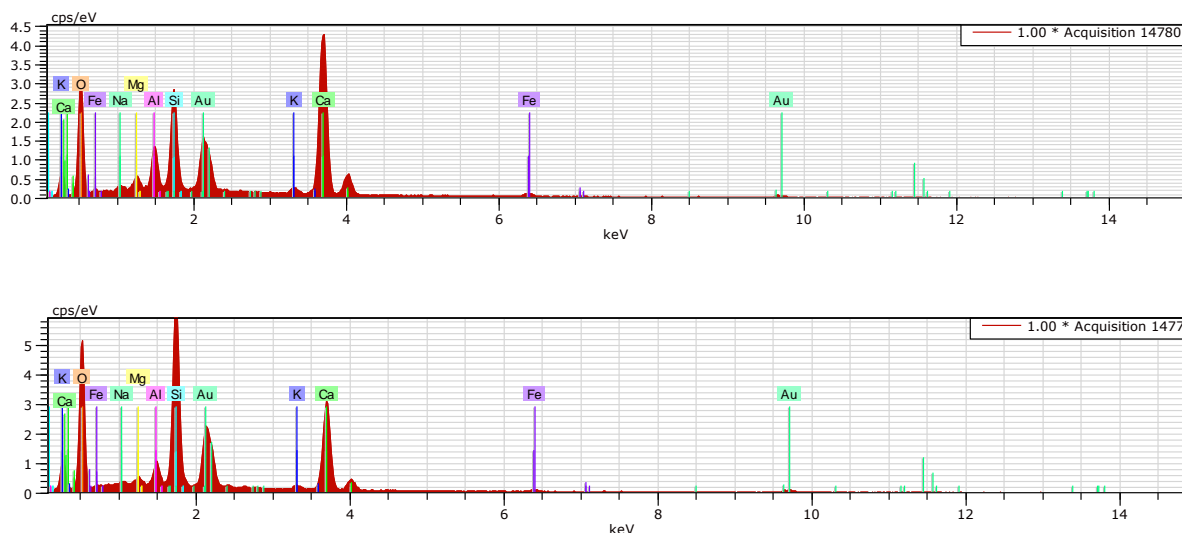 cps/eV
4.5
4.0
3.5
3.0
2.5
2.0
1.5
1.0
0.5
0.0
1.00 * Acquisition 14780
K O Mg
Ca Fe Na Al Si Au K Ca Fe Au
2 4 6 8 10 12 14
keV
cps/eV
5
4
3
2
1
0
1.00 * Acquisition 1477
K O Mg
Ca Fe Na Al Si Au K Ca Fe Au
2 4 6 8 10 12 14
keV